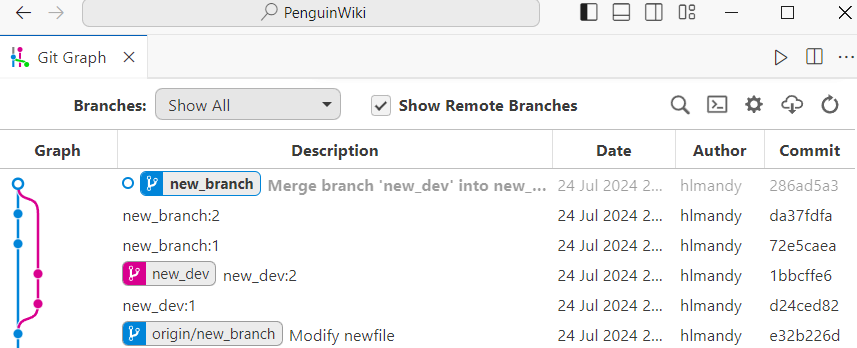 PenguinWiki
Git Graph
Branches: Show All Show Remote Branches
Graph Description Date Author Commit
new_branch Merge branch 'new_dev' into new_... 24 Jul 2024 2... hlmandy 286ad5a3
new_branch:2 24 Jul 2024 2... hlmandy da37fdfa
new_branch:1 24 Jul 2024 2... hlmandy 72e5caea
new_dev new_dev:2 24 Jul 2024 2... hlmandy 1bbcffe6
new_dev:1 24 Jul 2024 2... hlmandy d24ced82
origin/new_branch Modify newfile 24 Jul 2024 2... hlmandy e32b226d